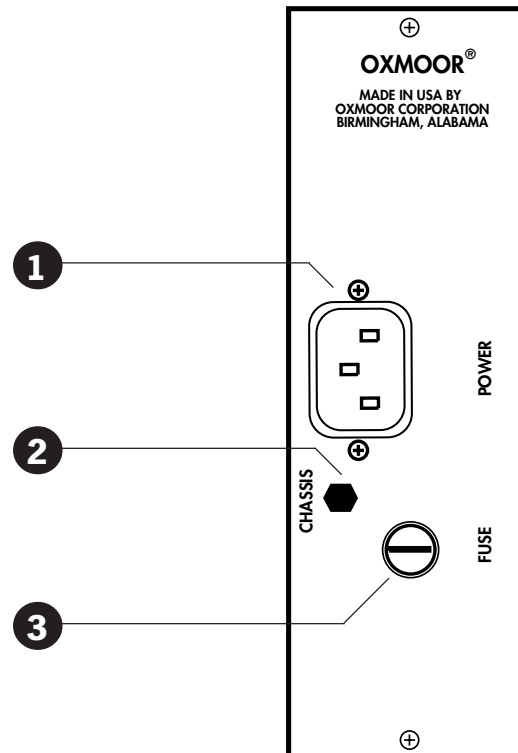 OXMOOR®
MADE IN USA BY
OXMOOR CORPORATION
BIRMINGHAM, ALABAMA
1
POWER
2
CHASSIS
FUSE
3